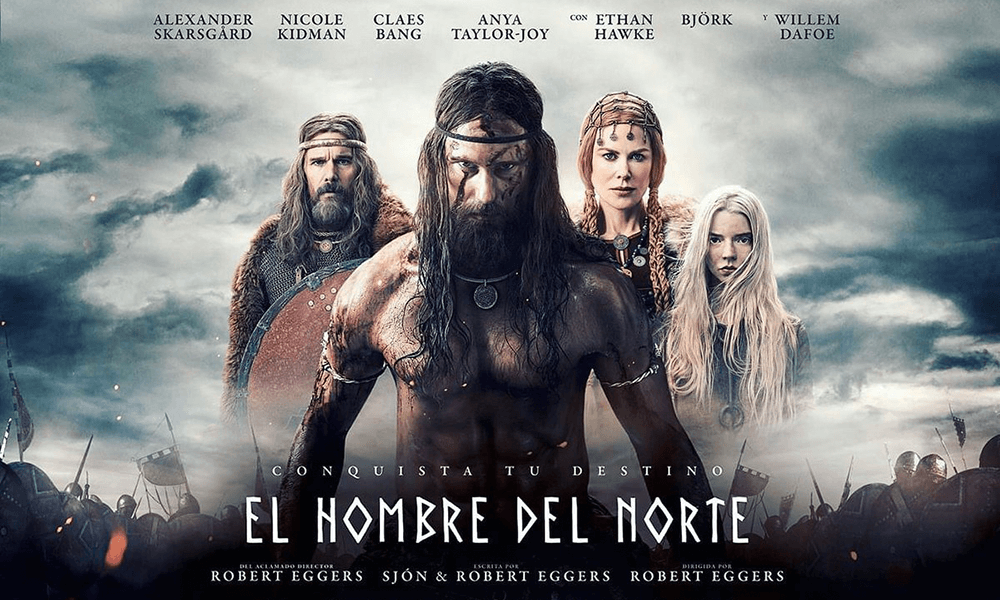 ALEXANDER NICOLE CLAES ANYA CON ETHAN BJÖRK Y WILLEM
SKARSGÅRD KIDMAN BANG TAYLOR-JOY HAWKE DAFOE
CONQUISTA TU DESTINO
EL HOMBRE DEL NORTE
DEL ACLAMADO DIRECTOR ESCRITA POR DIRIGIDA POR
ROBERT EGGERS SJÓN & ROBERT EGGERS ROBERT EGGERS